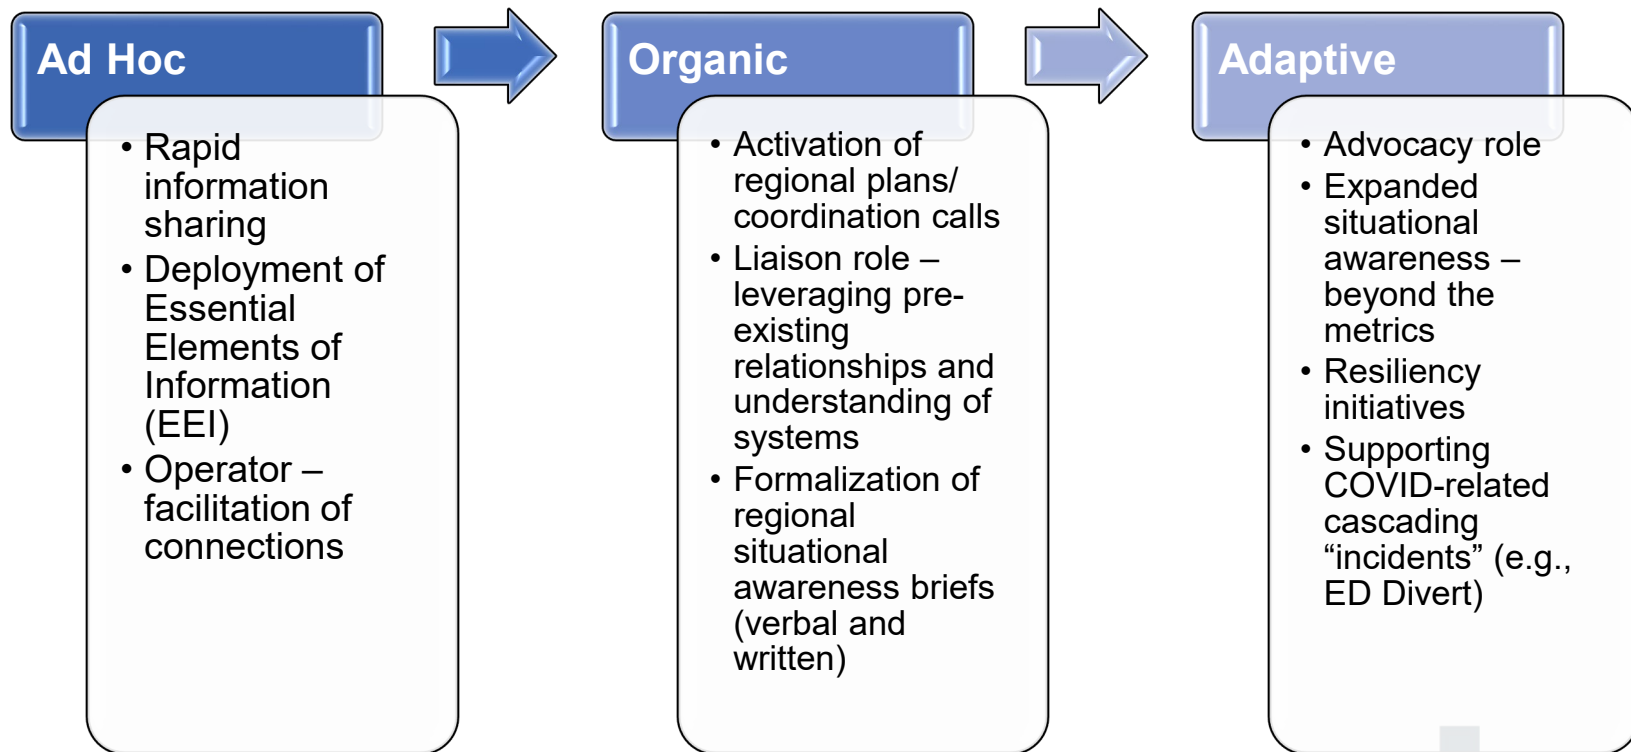 Ad Hoc
• Rapid
information
sharing
• Deployment of
Essential
Elements of
Information
(EEI)
• Operator –
facilitation of
connections
Organic
• Activation of
regional plans/
coordination calls
• Liaison role –
leveraging pre-
existing
relationships and
understanding of
systems
• Formalization of
regional
situational
awareness briefs
(verbal and
written)
Adaptive
• Advocacy role
• Expanded
situational
awareness –
beyond the
metrics
• Resiliency
initiatives
• Supporting
COVID-related
cascading
“incidents” (e.g.,
ED Divert)